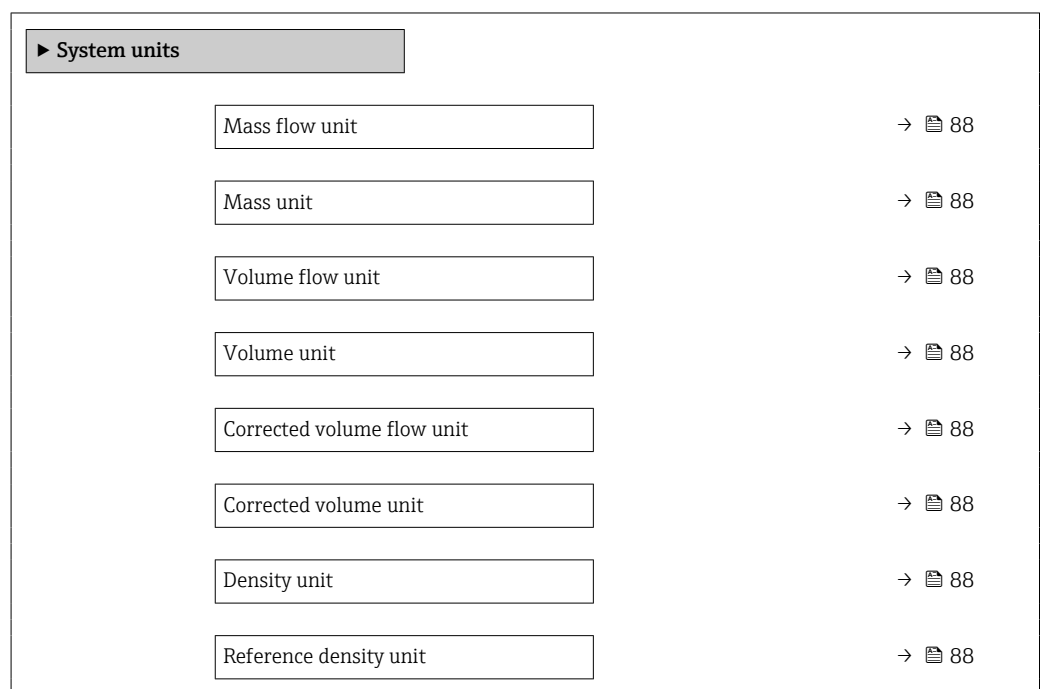 ▶ System units
Mass flow unit → 88
Mass unit → 88
Volume flow unit → 88
Volume unit → 88
Corrected volume flow unit → 88
Corrected volume unit → 88
Density unit → 88
Reference density unit → 88